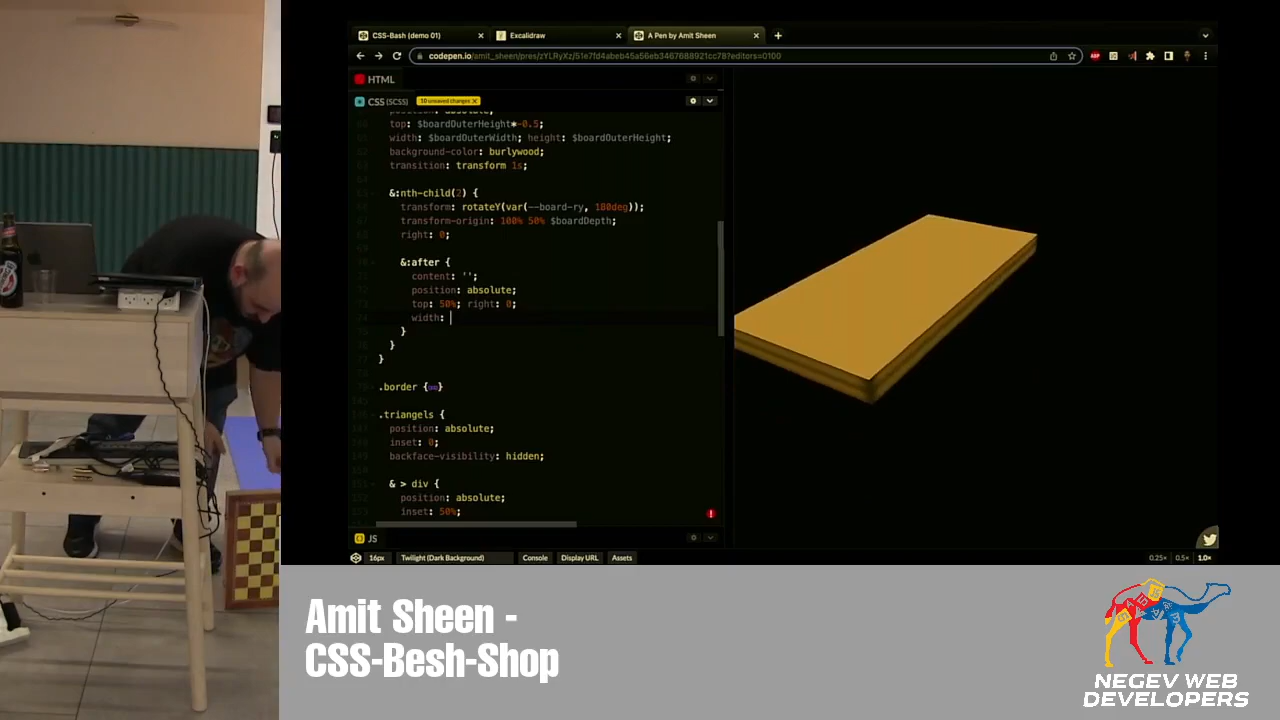 CSS-Bash (demo 01)
Excalidraw
A Pen by Amit Sheen
codepen.io/amit_sheen/pres/zYLRyXz/51e7fd4abeb45a56eb3467888921cc78?editors=0100
HTML
CSS (SCSS)
10 unsaved changes X
top: $boardOuterHeight*-0.5;
width: $boardOuterWidth; height: $boardOuterHeight;
background-color: burlywood;
transition: transform 1s;
&:nth-child(2) {
transform: rotateY(var(--board-ry, 180deg));
transform-origin: 100% 50% $boardDepth;
right: 0;
&:after {
content: '';
position: absolute;
top: 50%; right: 0;
width:
}
}
}
.border {
}
.triangels {
position: absolute;
inset: 0;
backface-visibility: hidden;
& > div {
position: absolute;
inset: 50%;
JS
16px
Twilight (Dark Background)
Console
Display URL
Assets
0.25×
0.5×
1.0×
Amit Sheen -
CSS-Besh-Shop
NEGEV WEB
DEVELOPERS